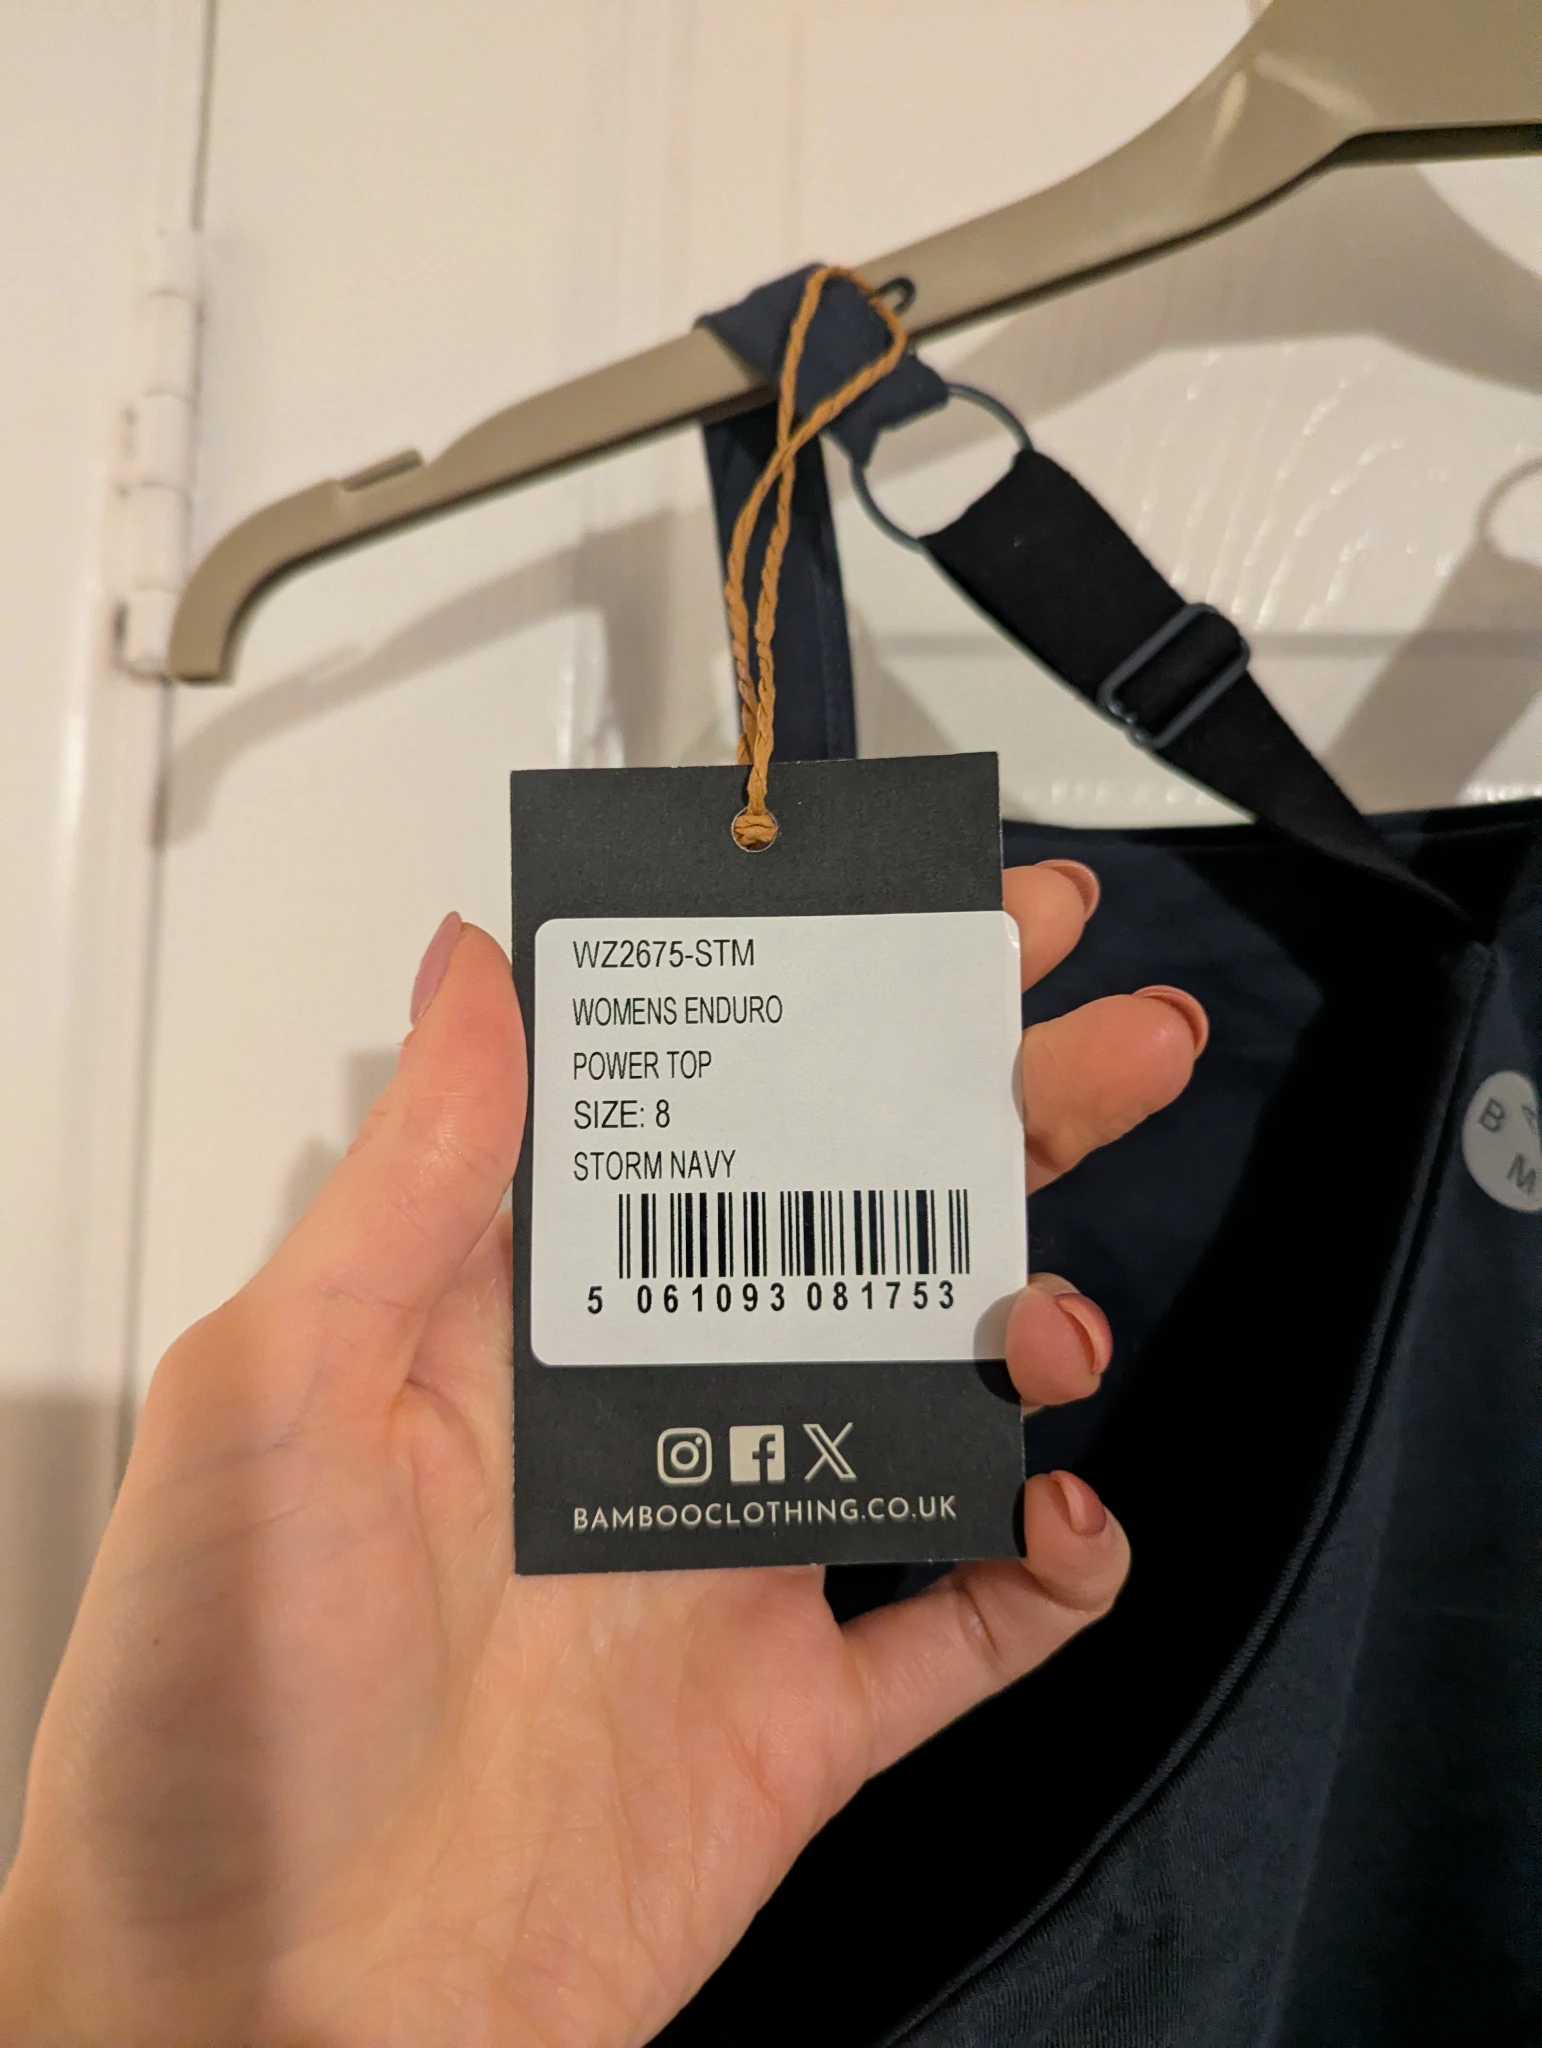 WZ2675-STM
WOMENS ENDURO
POWER TOP
SIZE: 8
STORM NAVY
5 061093 081753
BAMBOOCLOTHING.CO.UK
B
M